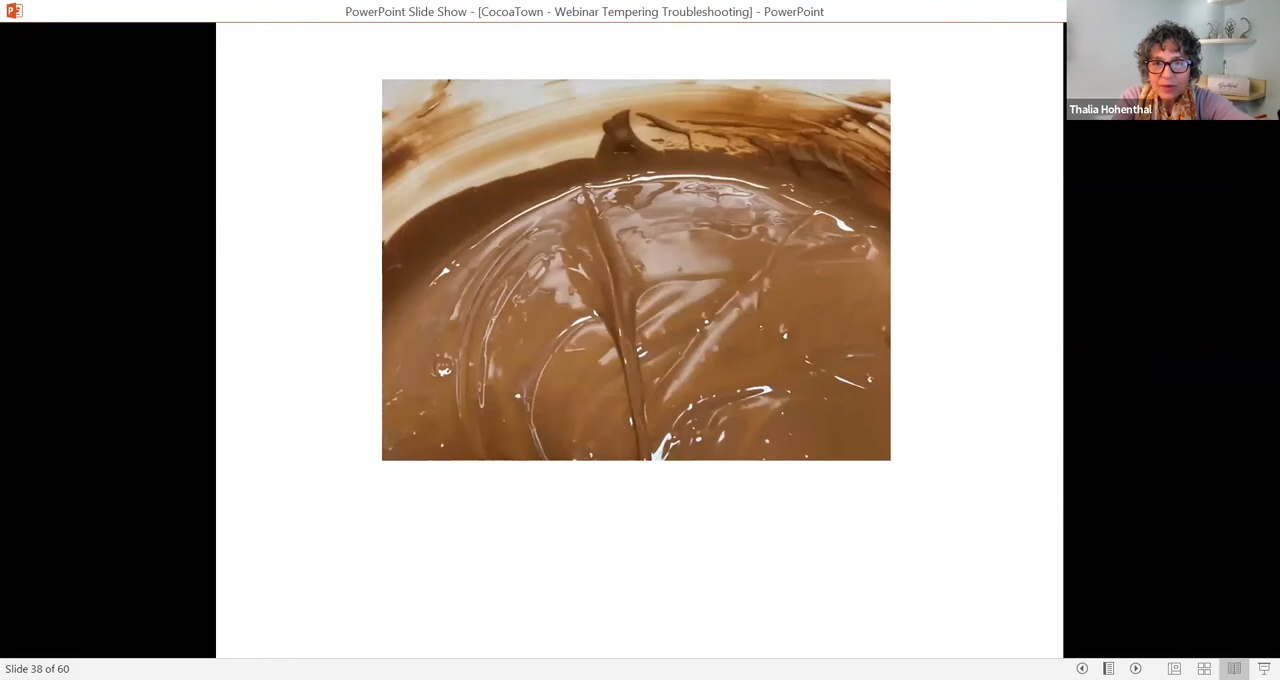 PowerPoint Slide Show - [CocoaTown - Webinar Tempering Troubleshooting] - PowerPoint
Thalia Hohenthal
Slide 38 of 60